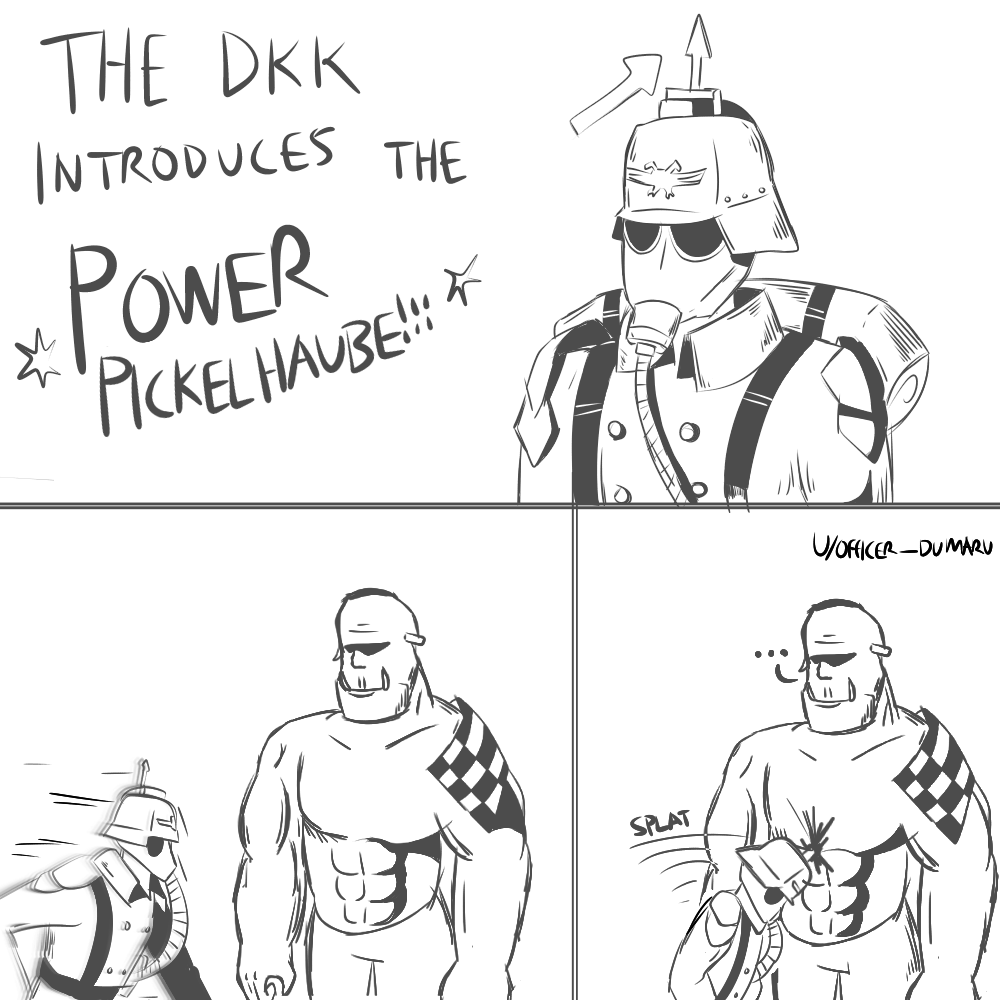 THE DKK
INTRODUCES THE
POWER
PICKELHAUBE!!!
U/OFFICER_DUMARU
...
SPLAT